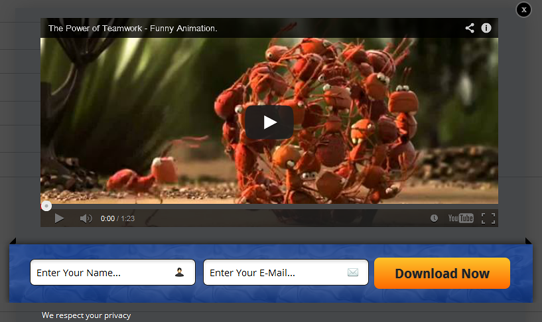 x
The Power of Teamwork - Funny Animation.
0:00 / 1:23
YouTube
Enter Your Name...
Enter Your E-Mail...
Download Now
We respect your privacy